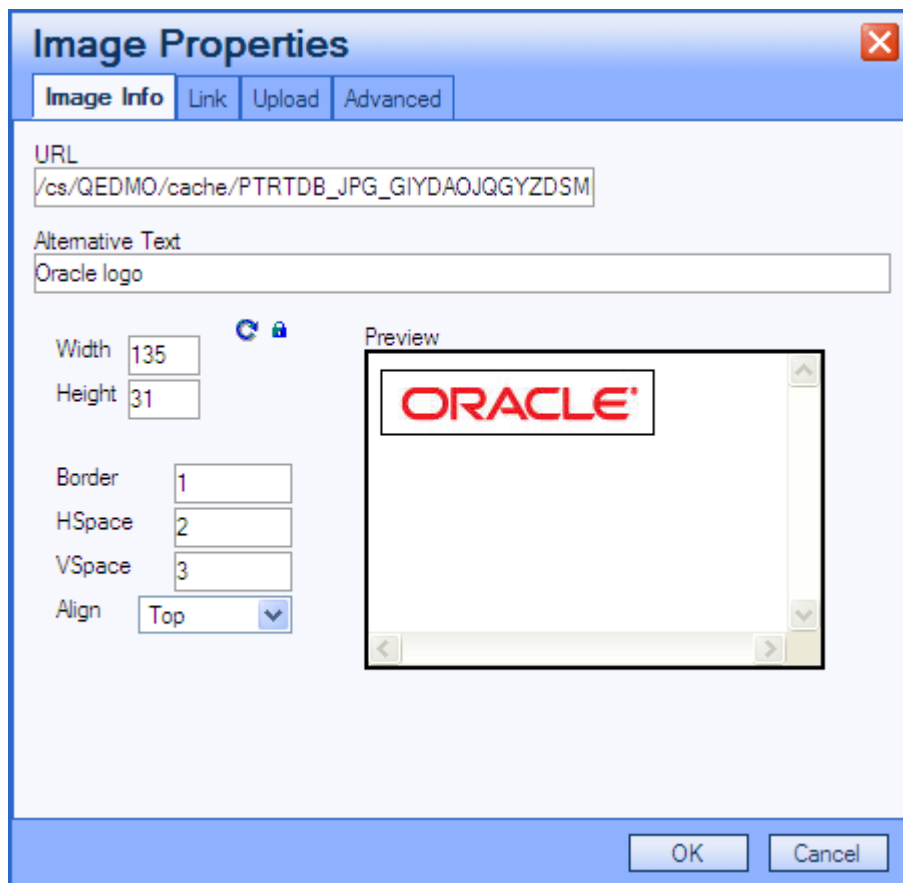 Image Properties
Image Info Link Upload Advanced
URL
/cs/QEDMO/cache/PTRTDB_JPG_GIYDAOJQGYZDSM
Alternative Text
Oracle logo
Width 135
Height 31
Preview
ORACLE
Border 1
HSpace 2
VSpace 3
Align Top
OK Cancel